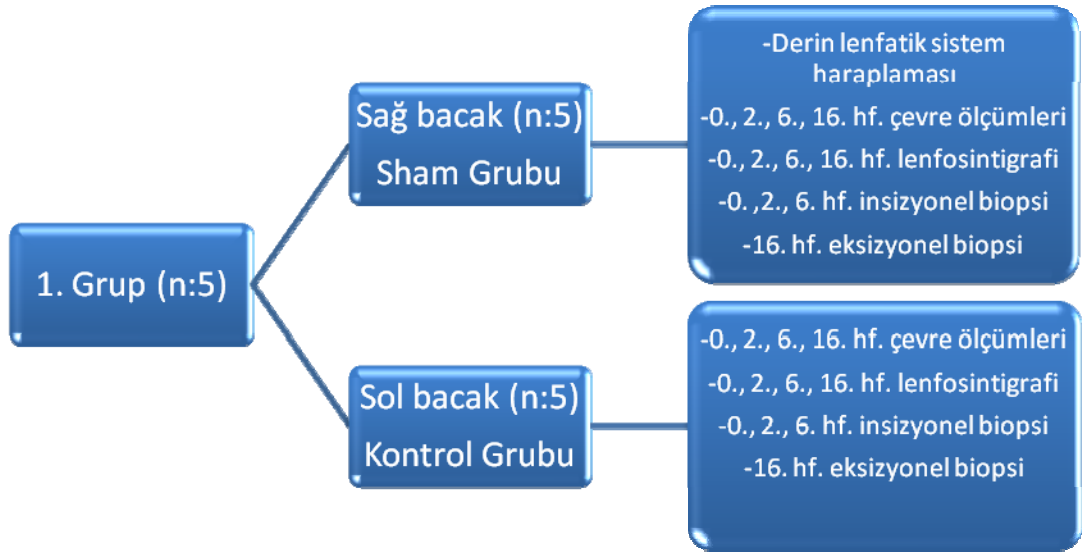 1. Grup (n:5)
Sağ bacak (n:5)
Sham Grubu
-Derin lenfatik sistem
haraplaması
-0., 2., 6., 16. hf. çevre ölçümleri
-0., 2., 6., 16. hf. lenfosintigrafi
-0. ,2., 6. hf. insizyonel biopsi
-16. hf. eksizyonel biopsi
Sol bacak (n:5)
Kontrol Grubu
-0., 2., 6., 16. hf. çevre ölçümleri
-0., 2., 6., 16. hf. lenfosintigrafi
-0., 2., 6. hf. insizyonel biopsi
-16. hf. eksizyonel biopsi